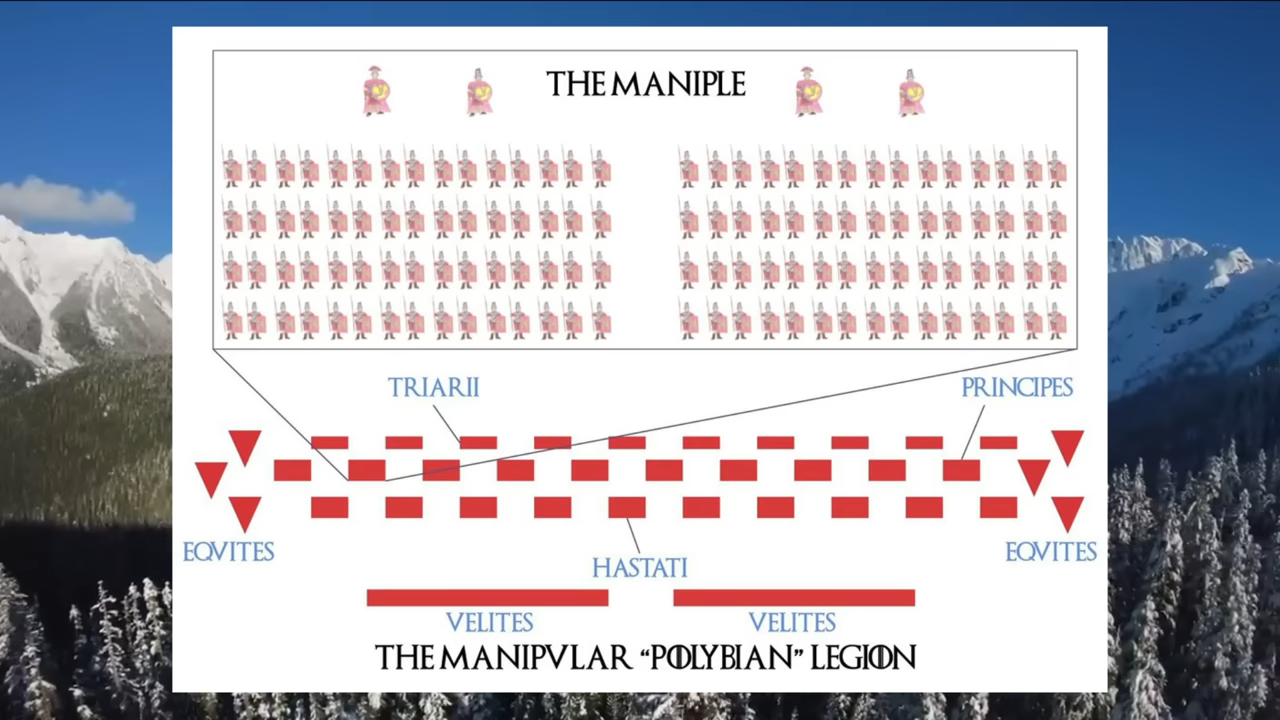 THE MANIPLE
TRIARII
PRINCIPES
EQVITES
EQVITES
HASTATI
VELITES
VELITES
THE MANIPVLAR “POLYBIAN” LEGION